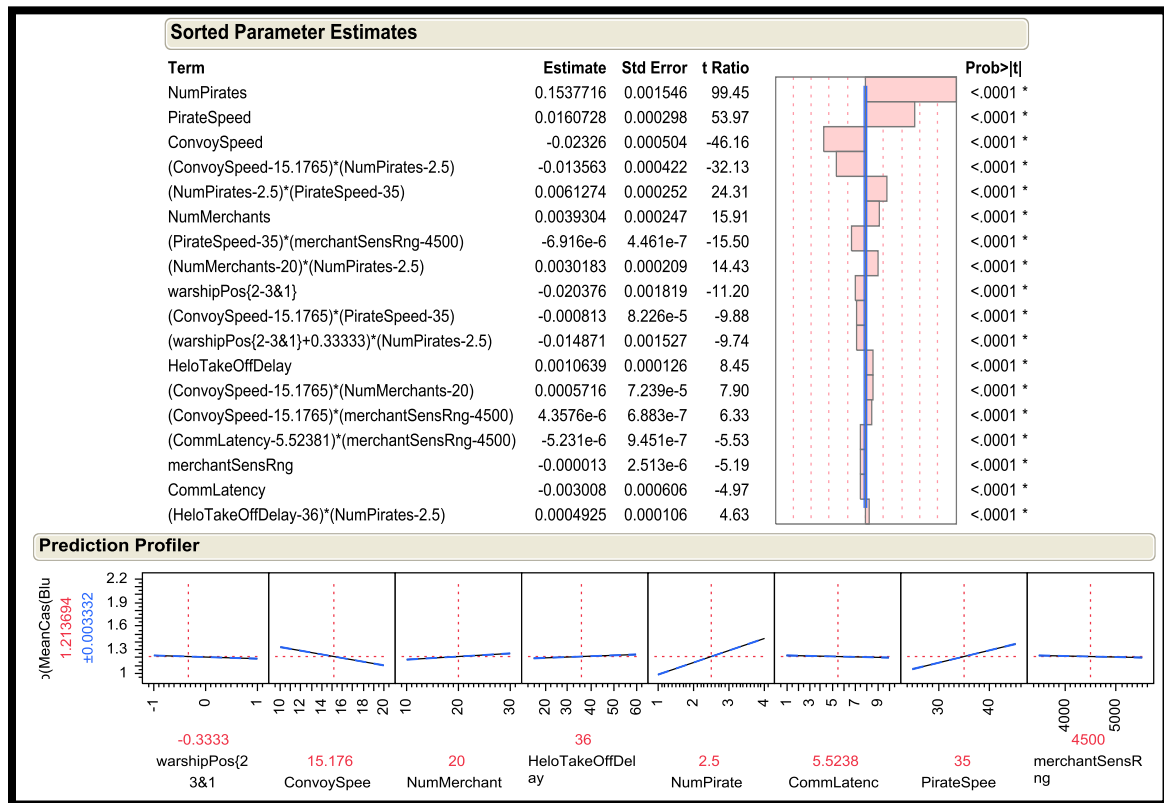 Sorted Parameter Estimates
Term Estimate Std Error t Ratio Prob>|t|
NumPirates 0.1537716 0.001546 99.45 <.0001 *
PirateSpeed 0.0160728 0.000298 53.97 <.0001 *
ConvoySpeed -0.02326 0.000504 -46.16 <.0001 *
(ConvoySpeed-15.1765)*(NumPirates-2.5) -0.013563 0.000422 -32.13 <.0001 *
(NumPirates-2.5)*(PirateSpeed-35) 0.0061274 0.000252 24.31 <.0001 *
NumMerchants 0.0039304 0.000247 15.91 <.0001 *
(PirateSpeed-35)*(merchantSensRng-4500) -6.916e-6 4.461e-7 -15.50 <.0001 *
(NumMerchants-20)*(NumPirates-2.5) 0.0030183 0.000209 14.43 <.0001 *
warshipPos{2-3&1} -0.020376 0.001819 -11.20 <.0001 *
(ConvoySpeed-15.1765)*(PirateSpeed-35) -0.000813 8.226e-5 -9.88 <.0001 *
(warshipPos{2-3&1}+0.33333)*(NumPirates-2.5) -0.014871 0.001527 -9.74 <.0001 *
HeloTakeOffDelay 0.0010639 0.000126 8.45 <.0001 *
(ConvoySpeed-15.1765)*(NumMerchants-20) 0.0005716 7.239e-5 7.90 <.0001 *
(ConvoySpeed-15.1765)*(merchantSensRng-4500) 4.3576e-6 6.883e-7 6.33 <.0001 *
(CommLatency-5.52381)*(merchantSensRng-4500) -5.231e-6 9.451e-7 -5.53 <.0001 *
merchantSensRng -0.000013 2.513e-6 -5.19 <.0001 *
CommLatency -0.003008 0.000606 -4.97 <.0001 *
(HeloTakeOffDelay-36)*(NumPirates-2.5) 0.0004925 0.000106 4.63 <.0001 *
Prediction Profiler
(MeanCas(Blu
1.213694
±0.003332
2.2
1.9
1.6
1.3
1
-1 0 1 10 12 14 16 18 20 10 20 30 20 30 40 50 60 1 2 3 4 1 3 5 7 9 30 40 4000 5000
-0.3333 36 4500
warshipPos{2 15.176 20 HeloTakeOffDel 2.5 5.5238 35 merchantSensR
3&1 ConvoySpee NumMerchant ay NumPirate CommLatenc PirateSpee ng